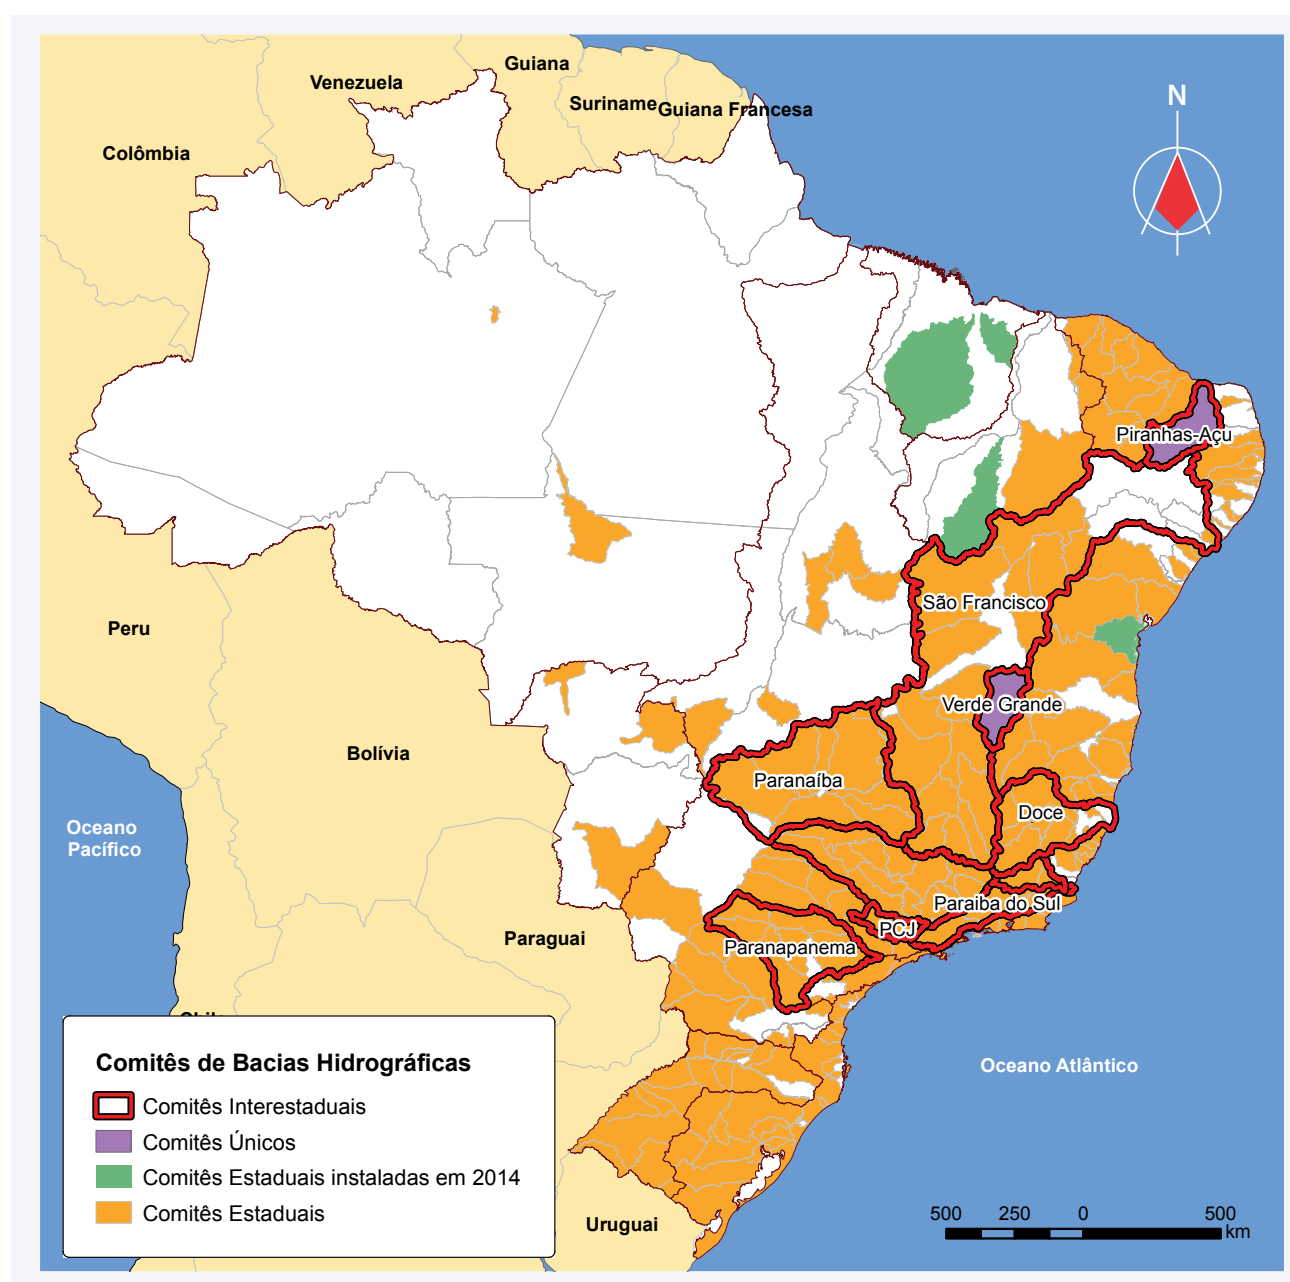 Guiana
Venezuela
Suriname
Guiana Francesa
N
Colômbia
Piranhas-Açu
São Francisco
Peru
Verde Grande
Bolívia
Paranaíba
Doce
Oceano
Pacífico
Paraiba do Sul
PCJ
Paraguai
Paranapanema
Comitês de Bacias Hidrográficas
Oceano Atlântico
Comitês Interestaduais
Comitês Únicos
Comitês Estaduais instaladas em 2014
Comitês Estaduais
Uruguai
500 250 0 500
km